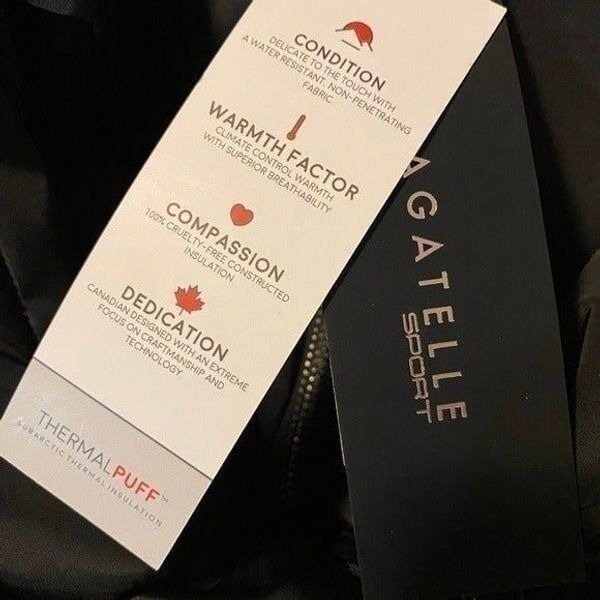 CONDITION
DELICATE TO THE TOUCH WITH
A WATER RESISTANT, NON-PENETRATING
FABRIC
WARMTH FACTOR
CLIMATE CONTROL WARMTH
WITH SUPERIOR BREATHABILITY
COMPASSION
100% CRUELTY-FREE CONSTRUCTED
INSULATION
DEDICATION
CANADIAN DESIGNED WITH AN EXTREME
FOCUS ON CRAFTMANSHIP AND
TECHNOLOGY
THERMALPUFF™
SUBARCTIC THERMAL INSULATION
AGATELLE
SPORT